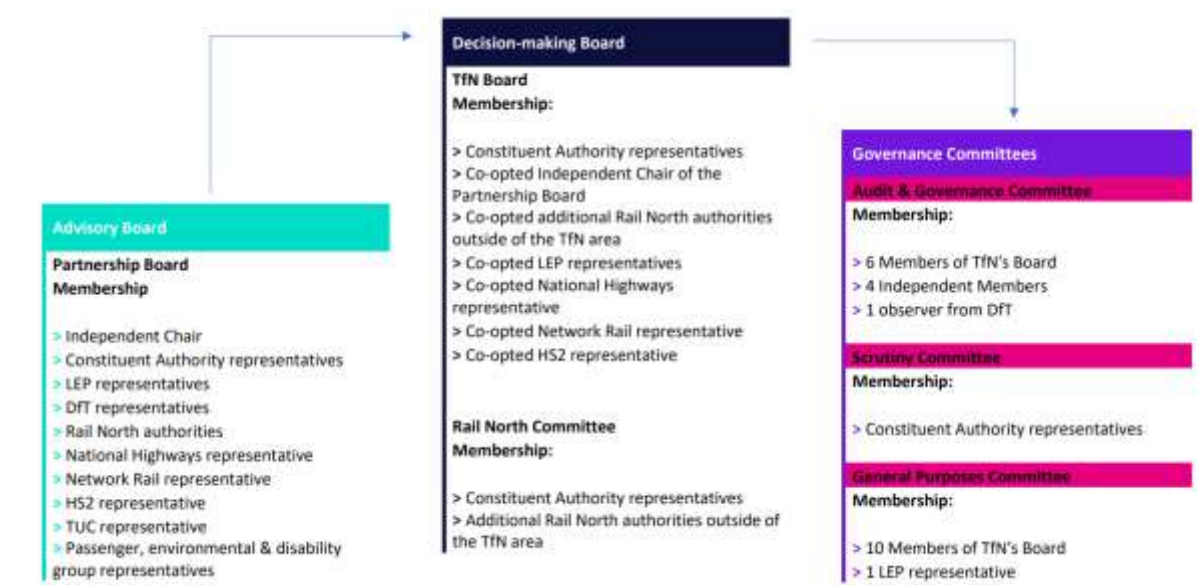 Advisory Board
Partnership Board
Membership
> Independent Chair
> Constituent Authority representatives
> LEP representatives
> DfT representatives
> Rail North authorities
> National Highways representative
> Network Rail representative
> HS2 representative
> TUC representative
> Passenger, environmental & disability
group representatives
Decision-making Board
TfN Board
Membership:
> Constituent Authority representatives
> Co-opted Independent Chair of the
Partnership Board
> Co-opted additional Rail North authorities
outside of the TfN area
> Co-opted LEP representatives
> Co-opted National Highways
representative
> Co-opted Network Rail representative
> Co-opted HS2 representative
Rail North Committee
Membership:
> Constituent Authority representatives
> Additional Rail North authorities outside of
the TfN area
Governance Committees
Audit & Governance Committee
Membership:
> 6 Members of TfN's Board
> 4 Independent Members
> 1 observer from DfT
Scrutiny Committee
Membership:
> Constituent Authority representatives
General Purposes Committee
Membership:
> 10 Members of TfN's Board
> 1 LEP representative